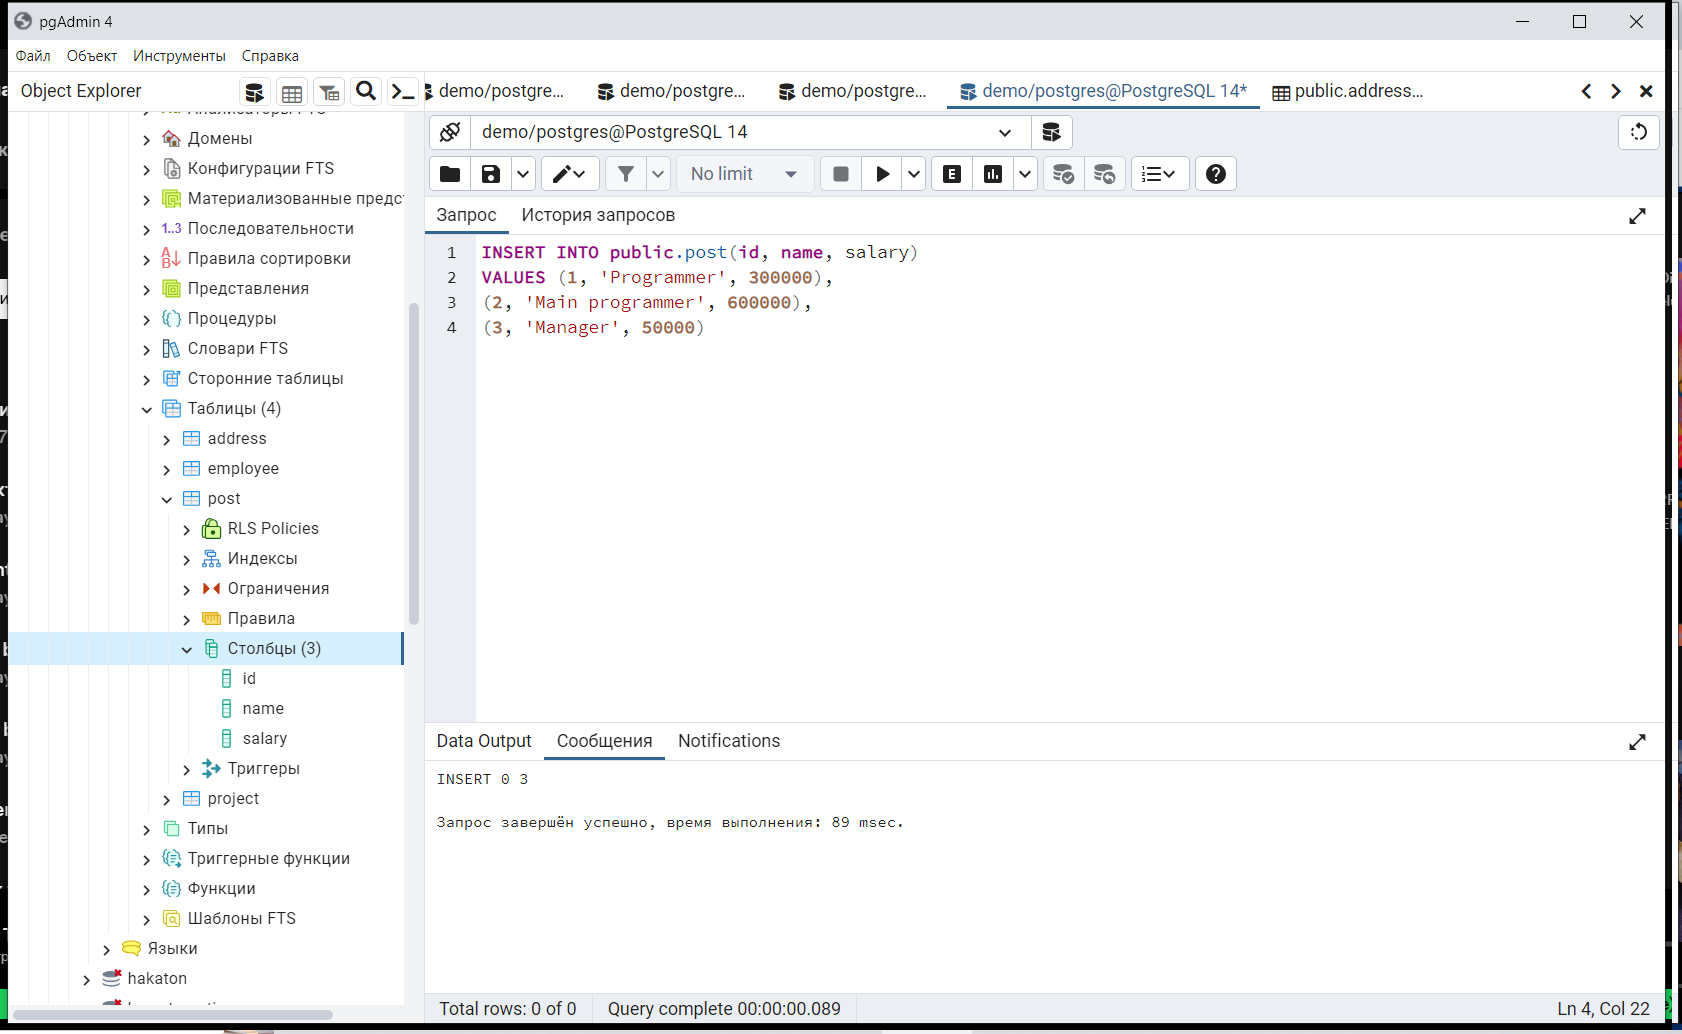 pgAdmin 4
Файл Объект Инструменты Справка
Object Explorer
demo/postgre...
demo/postgre...
demo/postgre...
demo/postgres@PostgreSQL 14*
public.address...
demo/postgres@PostgreSQL 14
No limit
E
Запрос История запросов
1 INSERT INTO public.post(id, name, salary)
2 VALUES (1, 'Programmer', 300000),
3 (2, 'Main programmer', 600000),
4 (3, 'Manager', 50000)
Домены
Конфигурации FTS
Материализованные предс
1..3 Последовательности
Правила сортировки
Представления
Процедуры
Словари FTS
Сторонние таблицы
Таблицы (4)
address
employee
post
RLS Policies
Индексы
Ограничения
Правила
Столбцы (3)
id
name
salary
Триггеры
project
Типы
Триггерные функции
Функции
Шаблоны FTS
Языки
hakaton
Data Output Сообщения Notifications
INSERT 0 3
Запрос завершён успешно, время выполнения: 89 msec.
Total rows: 0 of 0
Query complete 00:00:00.089
Ln 4, Col 22